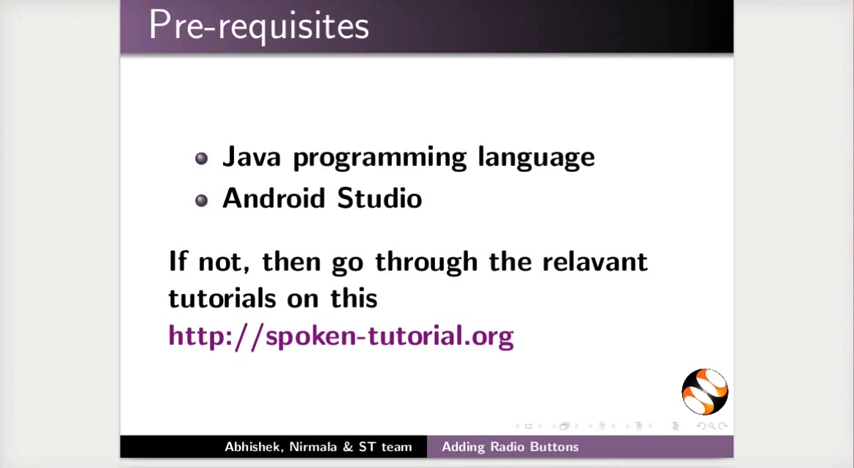 Pre-requisites
Java programming language
Android Studio
If not, then go through the relavant
tutorials on this
http://spoken-tutorial.org
Abhishek, Nirmala & ST team
Adding Radio Buttons